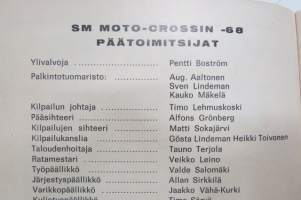 SM MOTO-CROSSIN -68
PÄÄTOIMITSIJAT
Ylivalvoja Pentti Boström
Palkintotuomaristo: Aug. Aaltonen
Sven Lindeman
Kauko Mäkelä
Kilpailun johtaja Timo Lehmuskoski
Pääsihteeri Alfons Grönberg
Kilpailujen sihteeri Matti Sokajärvi
Kilpailukanslia Gösta Lindeman Heikki Toivonen
Taloudenhoitaja Tauno Terjola
Ratamestari Veikko Leino
Työpäällikkö Valde Salomäki
Järjestyspäällikkö Allan Sirkkilä
Varikkopäällikkö Jaakko Vähä-Kurki